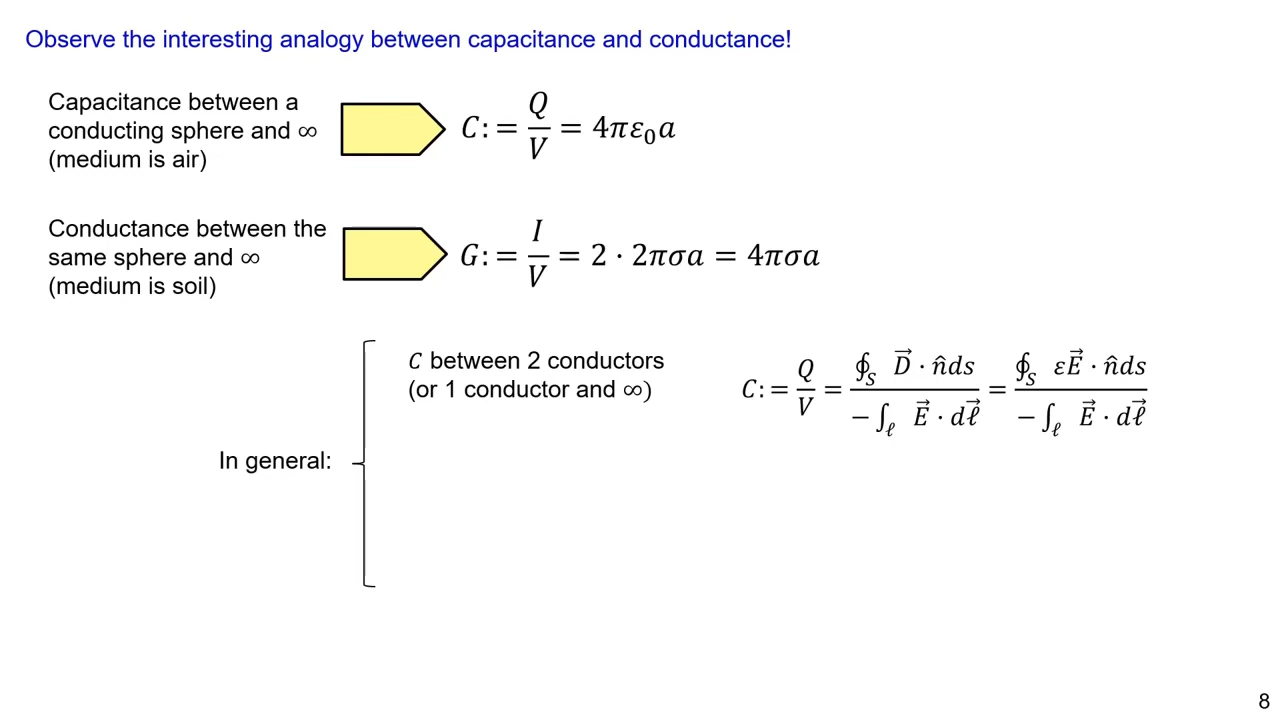 Observe the interesting analogy between capacitance and conductance!
Capacitance between a
conducting sphere and ∞
(medium is air)
C: = Q/V = 4πε₀a
Conductance between the
same sphere and ∞
(medium is soil)
G: = I/V = 2 · 2πσa = 4πσa
In general:
C between 2 conductors
(or 1 conductor and ∞)
C: = Q/V = ∮_S D⃗ · n̂ds / −∫_ℓ E⃗ · dℓ⃗ = ∮_S εE⃗ · n̂ds / −∫_ℓ E⃗ · dℓ⃗
8